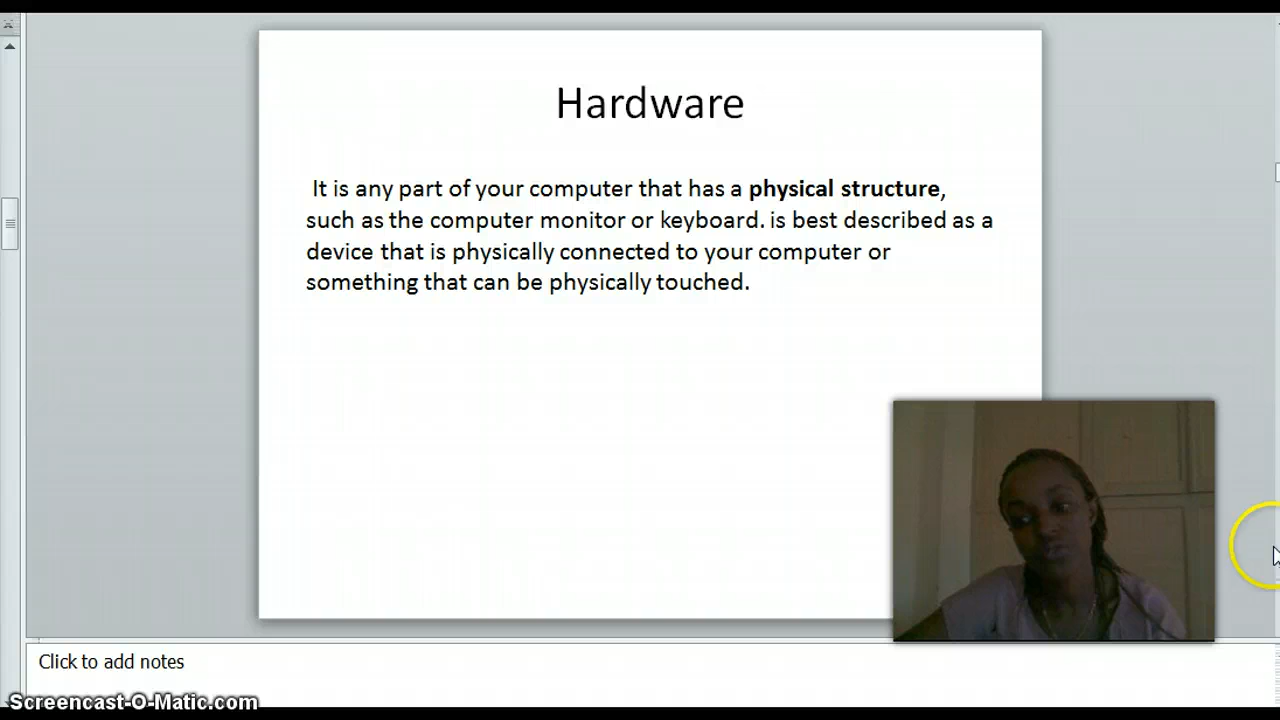 Hardware
It is any part of your computer that has a physical structure,
such as the computer monitor or keyboard. is best described as a
device that is physically connected to your computer or
something that can be physically touched.
Click to add notes
Screencast-O-Matic.com